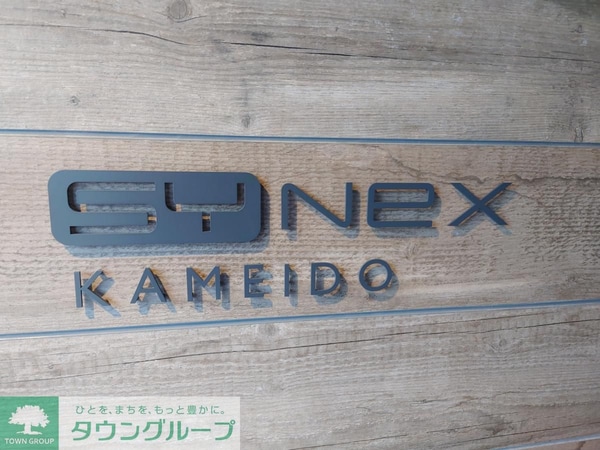 SYNEX
KAMEIDO
ひとを、まちを、もっと豊かに。
TOWN GROUP
タウングループ